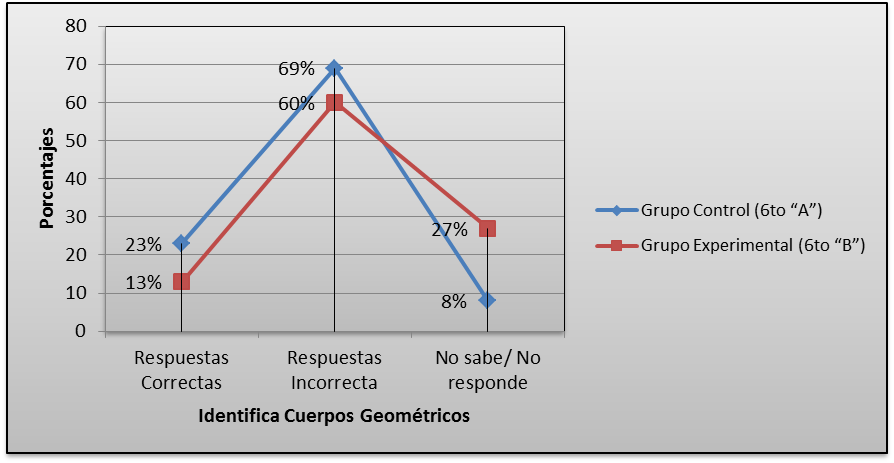 80
70
60
50
40
30
20
10
0
Porcentajes
69%
60%
23%
13%
27%
8%
Respuestas
Correctas
Respuestas
Incorrecta
No sabe/ No
responde
Identifica Cuerpos Geométricos
Grupo Control (6to “A”)
Grupo Experimental (6to “B”)